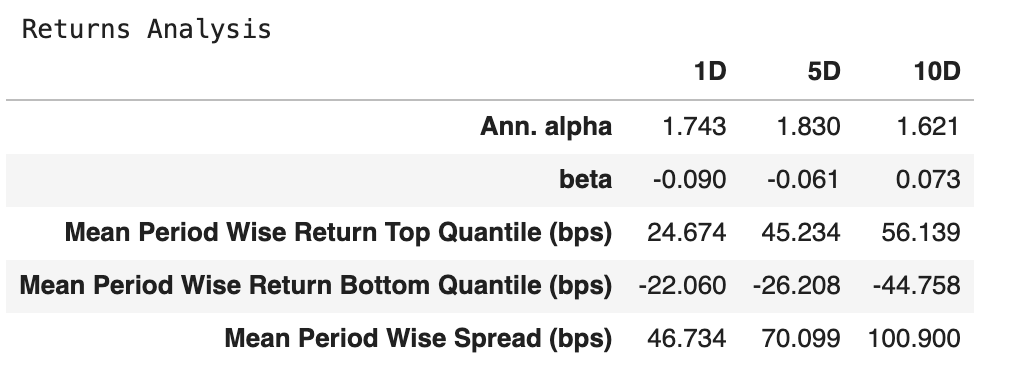 Returns Analysis
1D 5D 10D
Ann. alpha 1.743 1.830 1.621
beta -0.090 -0.061 0.073
Mean Period Wise Return Top Quantile (bps) 24.674 45.234 56.139
Mean Period Wise Return Bottom Quantile (bps) -22.060 -26.208 -44.758
Mean Period Wise Spread (bps) 46.734 70.099 100.900